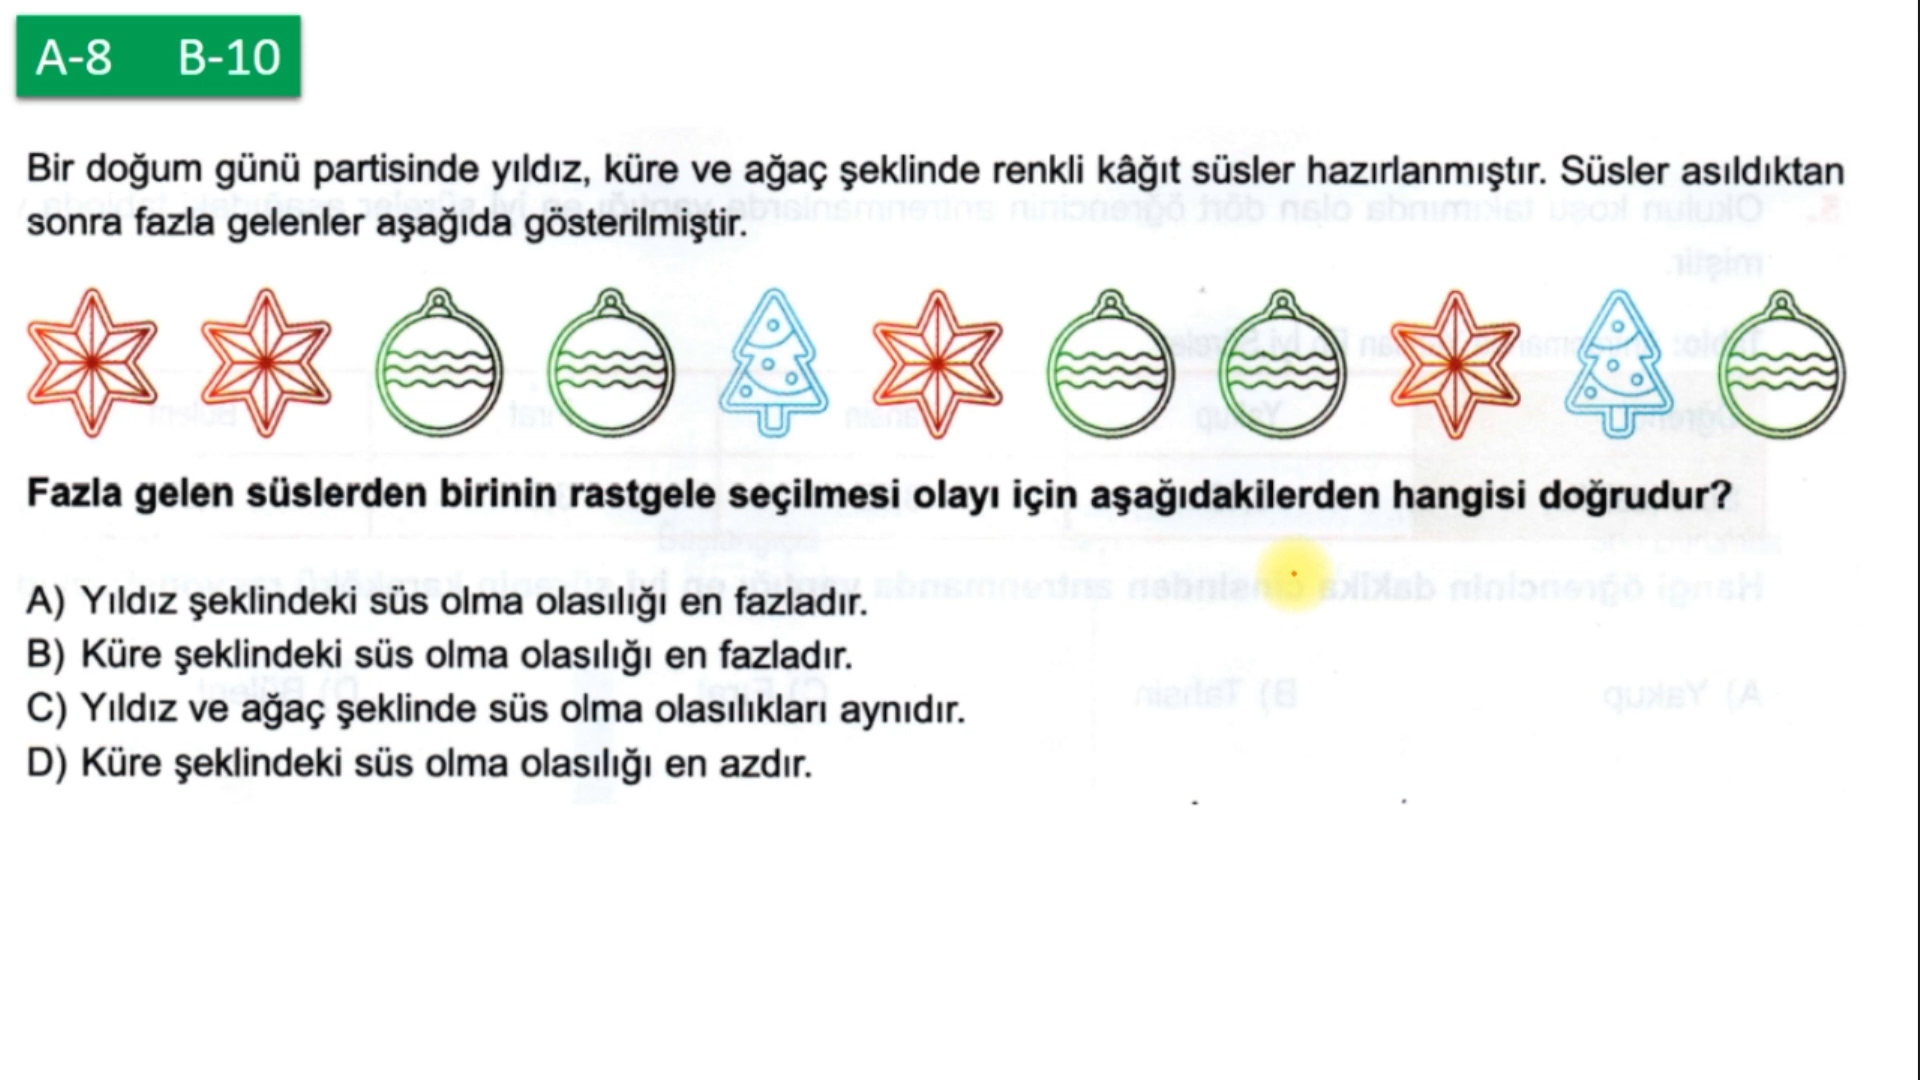 A-8 B-10
Bir doğum günü partisinde yıldız, küre ve ağaç şeklinde renkli kâğıt süsler hazırlanmıştır. Süsler asıldıktan
sonra fazla gelenler aşağıda gösterilmiştir.
Fazla gelen süslerden birinin rastgele seçilmesi olayı için aşağıdakilerden hangisi doğrudur?
A) Yıldız şeklindeki süs olma olasılığı en fazladır.
B) Küre şeklindeki süs olma olasılığı en fazladır.
C) Yıldız ve ağaç şeklinde süs olma olasılıkları aynıdır.
D) Küre şeklindeki süs olma olasılığı en azdır.